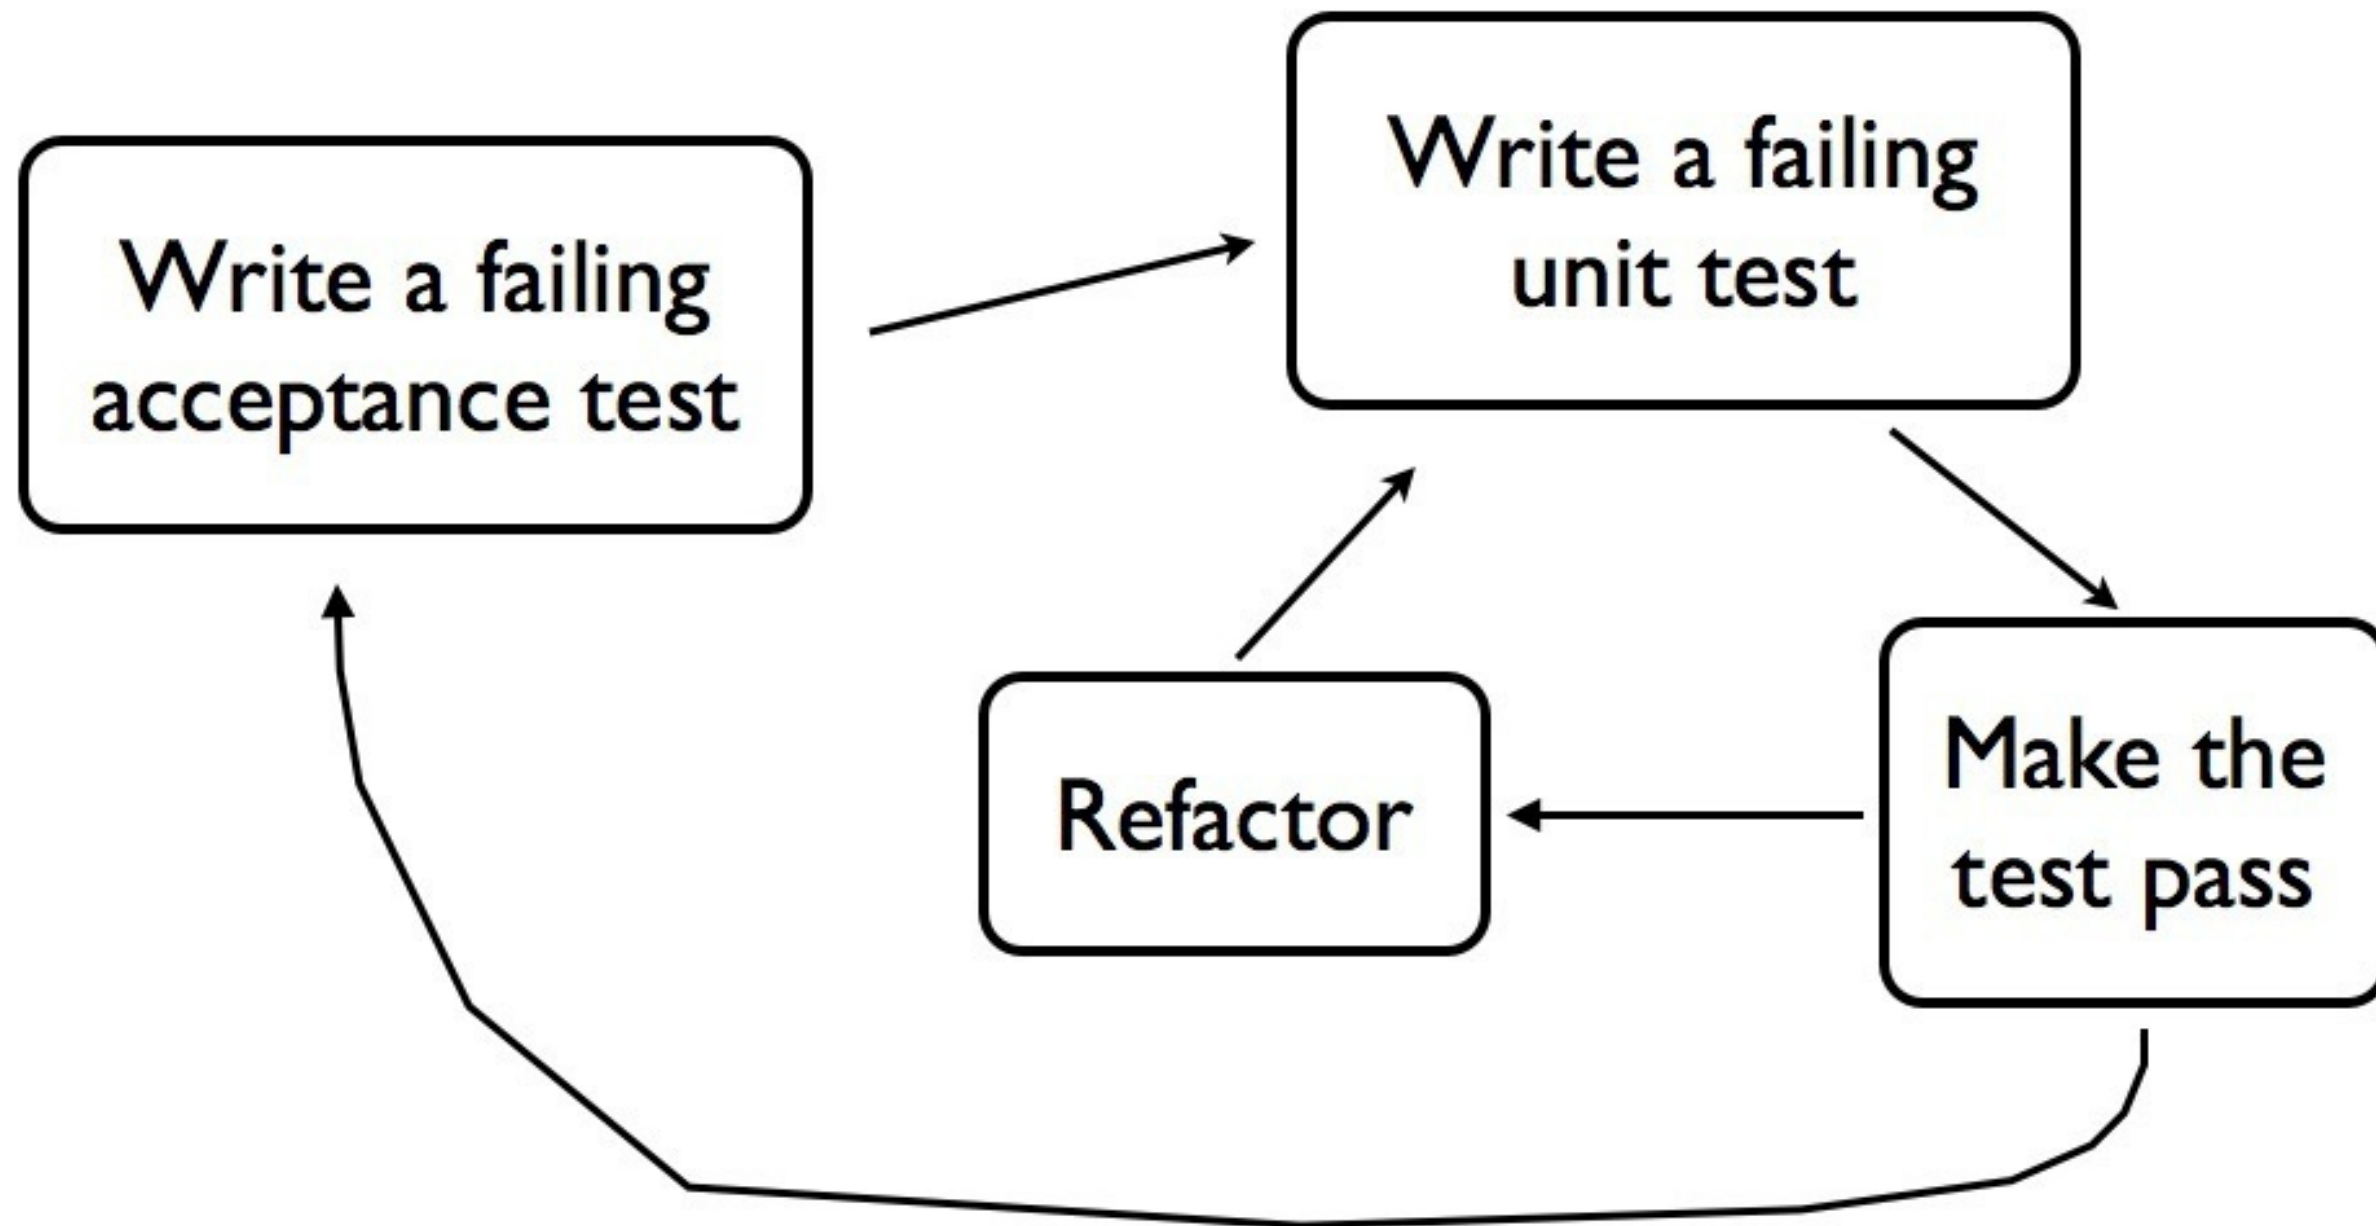 Write a failing
acceptance test
Write a failing
unit test
Refactor
Make the
test pass